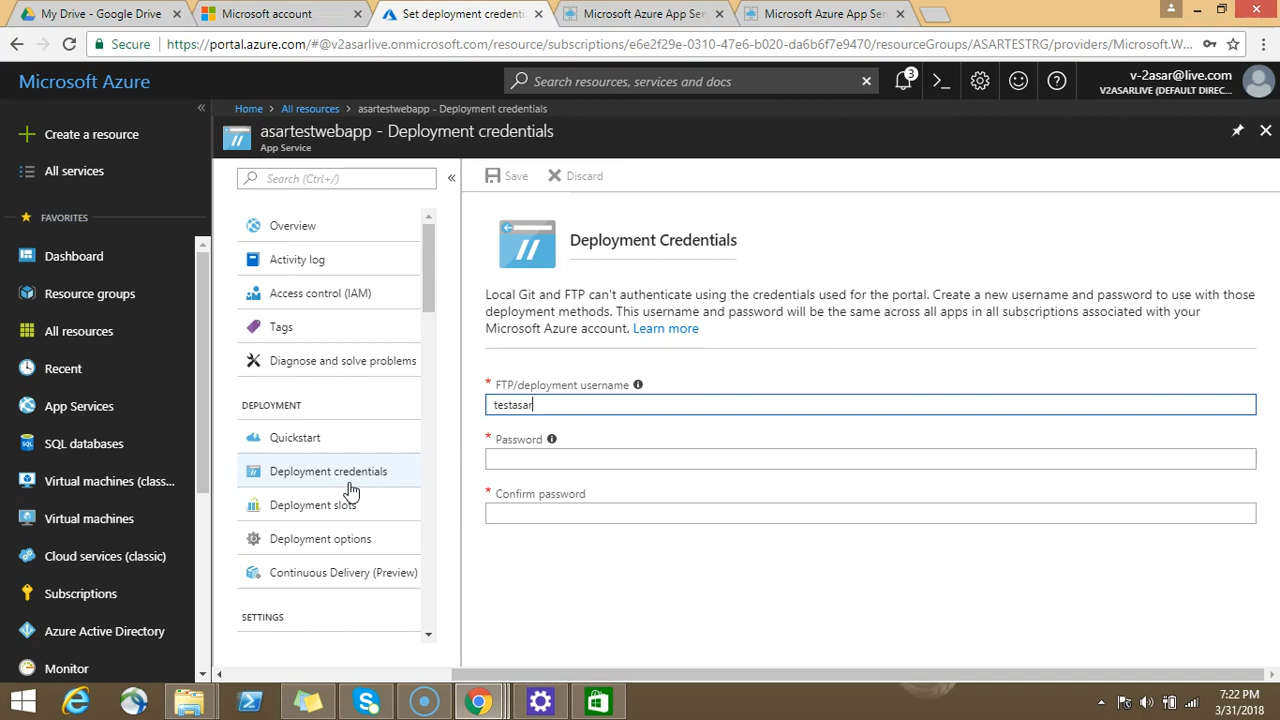 My Drive - Google Drive
Microsoft account
Set deployment credenti
Microsoft Azure App Ser
Microsoft Azure App Ser
Secure
https://portal.azure.com/#@v2asarlive.onmicrosoft.com/resource/subscriptions/e6e2f29e-0310-47e6-b020-da6b6f7e9470/resourceGroups/ASARTESTRG/providers/Microsoft.W...
Microsoft Azure
Search resources, services and docs
3
v-2asar@live.com
V2ASARLIVE (DEFAULT DIREC...
Create a resource
All services
FAVORITES
Dashboard
Resource groups
All resources
Recent
App Services
SQL databases
Virtual machines (class...
Virtual machines
Cloud services (classic)
Subscriptions
Azure Active Directory
Monitor
Home > All resources > asartestwebapp - Deployment credentials
asartestwebapp - Deployment credentials
App Service
Search (Ctrl+/)
Overview
Activity log
Access control (IAM)
Tags
Diagnose and solve problems
DEPLOYMENT
Quickstart
Deployment credentials
Deployment slots
Deployment options
Continuous Delivery (Preview)
SETTINGS
Save
Discard
Deployment Credentials
Local Git and FTP can't authenticate using the credentials used for the portal. Create a new username and password to use with those
deployment methods. This username and password will be the same across all apps in all subscriptions associated with your
Microsoft Azure account. Learn more
* FTP/deployment username
testasar
* Password
* Confirm password
7:22 PM
3/31/2018